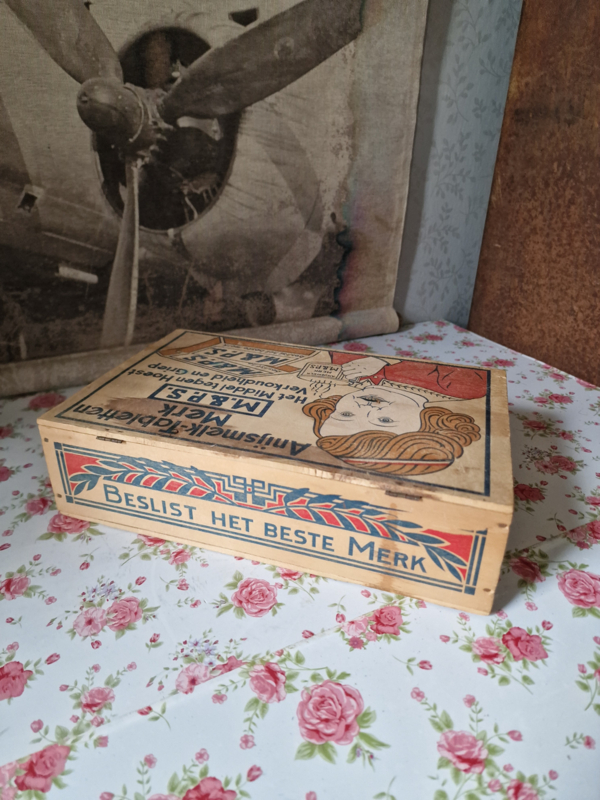 Anijsmelk-Tabletten
Merk
M.&P.S.
Het Middel tegen Hoest
Verkoudheid en Griep
M.&P.S.
M.&P.S.
BESLIST HET BESTE MERK